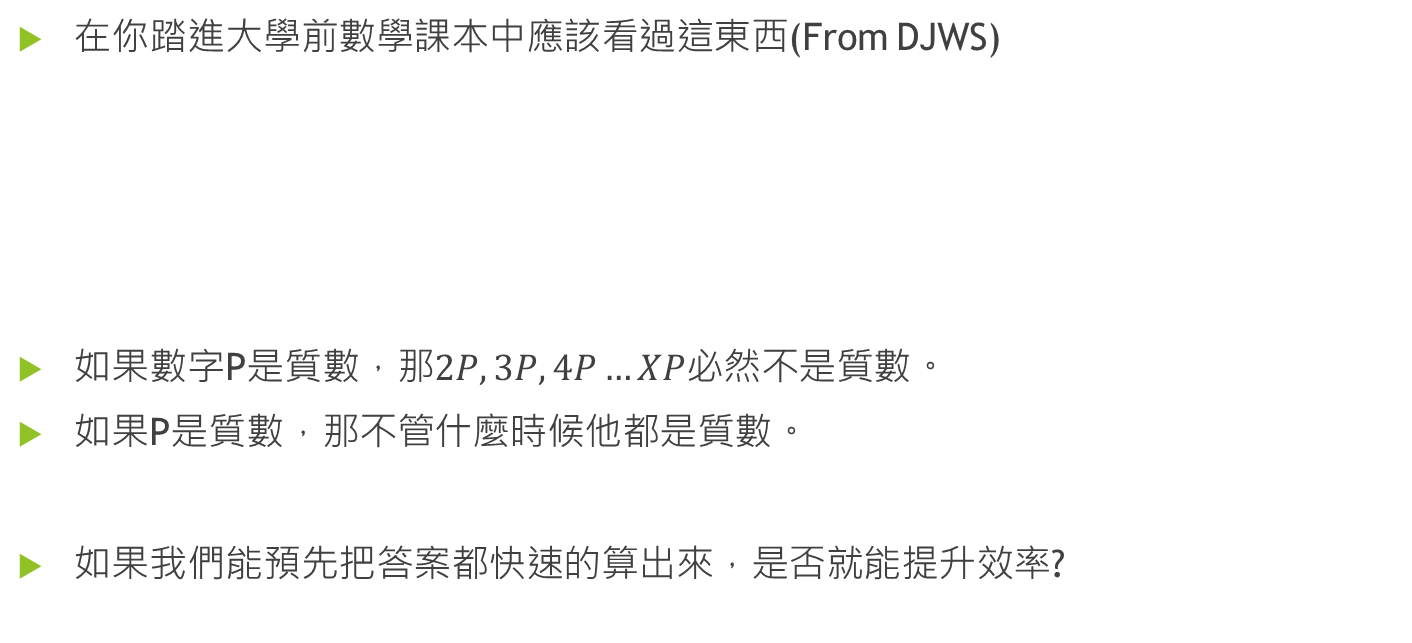 在你踏進大學前數學課本中應該看過這東西(From DJWS)
如果數字P是質數，那2P, 3P, 4P … XP必然不是質數。
如果P是質數，那不管什麼時候他都是質數。
如果我們能預先把答案都快速的算出來，是否就能提升效率?